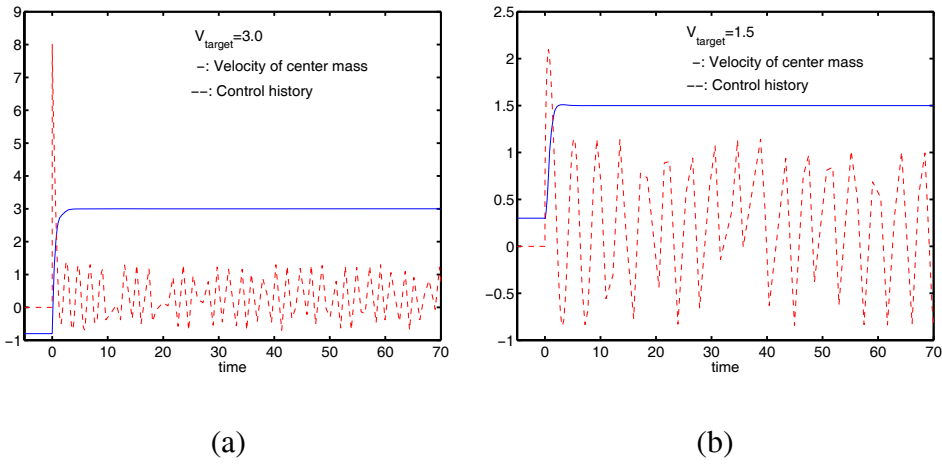 9
8
7
6
5
4
3
2
1
0
−1
V_target=3.0
−: Velocity of center mass
−−: Control history
0 10 20 30 40 50 60 70
time
(a)
2.5
2
1.5
1
0.5
0
−0.5
−1
V_target=1.5
−: Velocity of center mass
−−: Control history
0 10 20 30 40 50 60 70
time
(b)